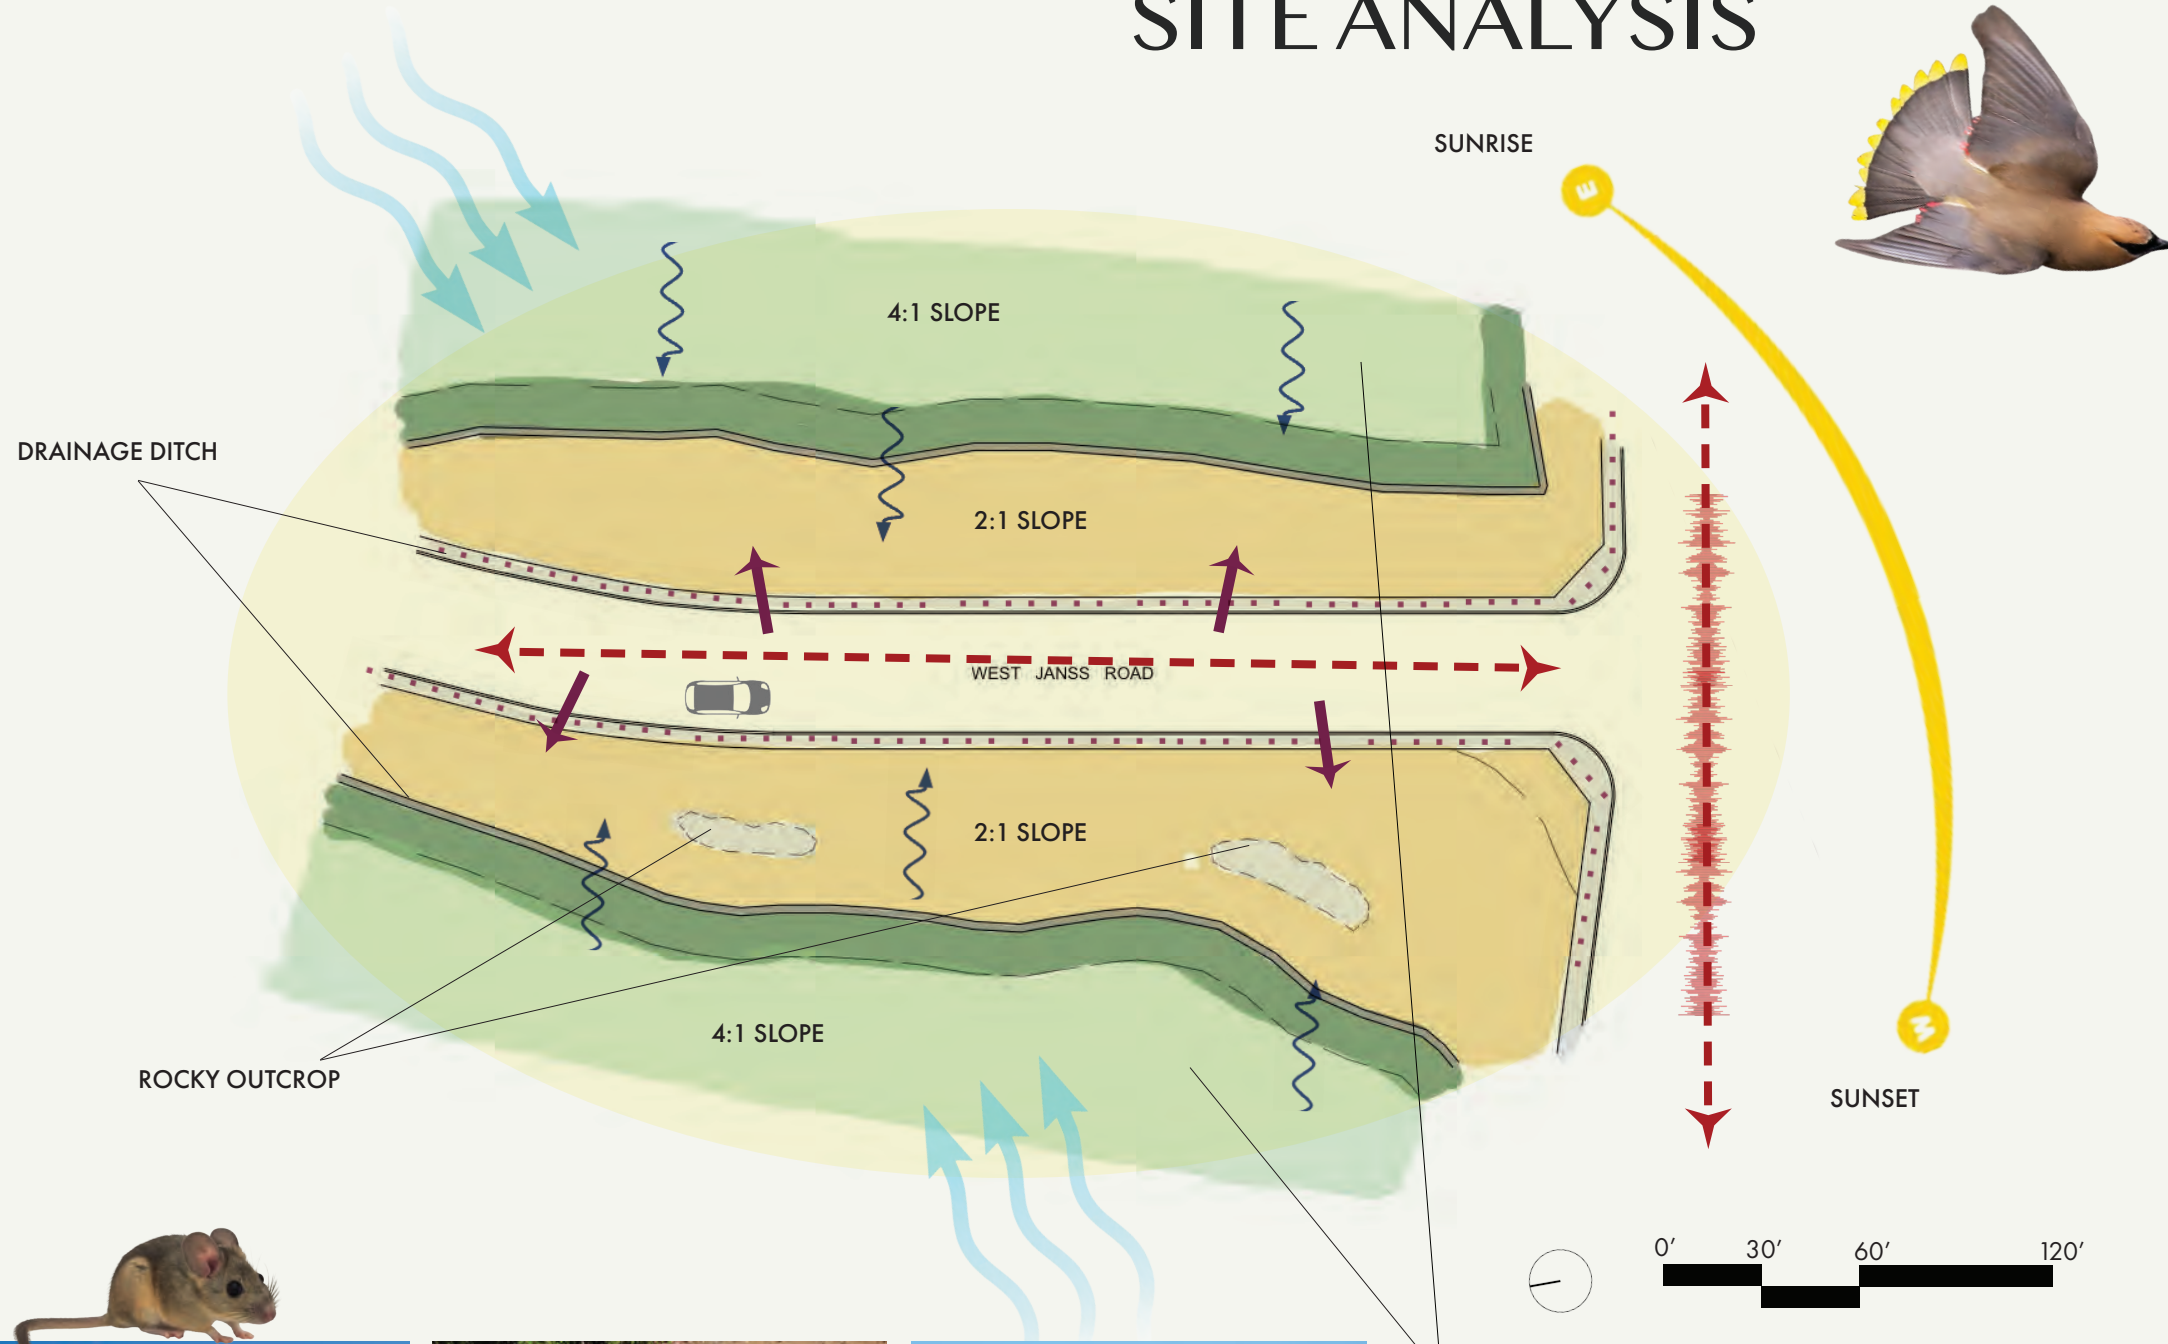 SITE ANALYSIS
SUNRISE
E
4:1 SLOPE
DRAINAGE DITCH
2:1 SLOPE
WEST JANSS ROAD
2:1 SLOPE
4:1 SLOPE
W
ROCKY OUTCROP
SUNSET
0' 30' 60' 120'